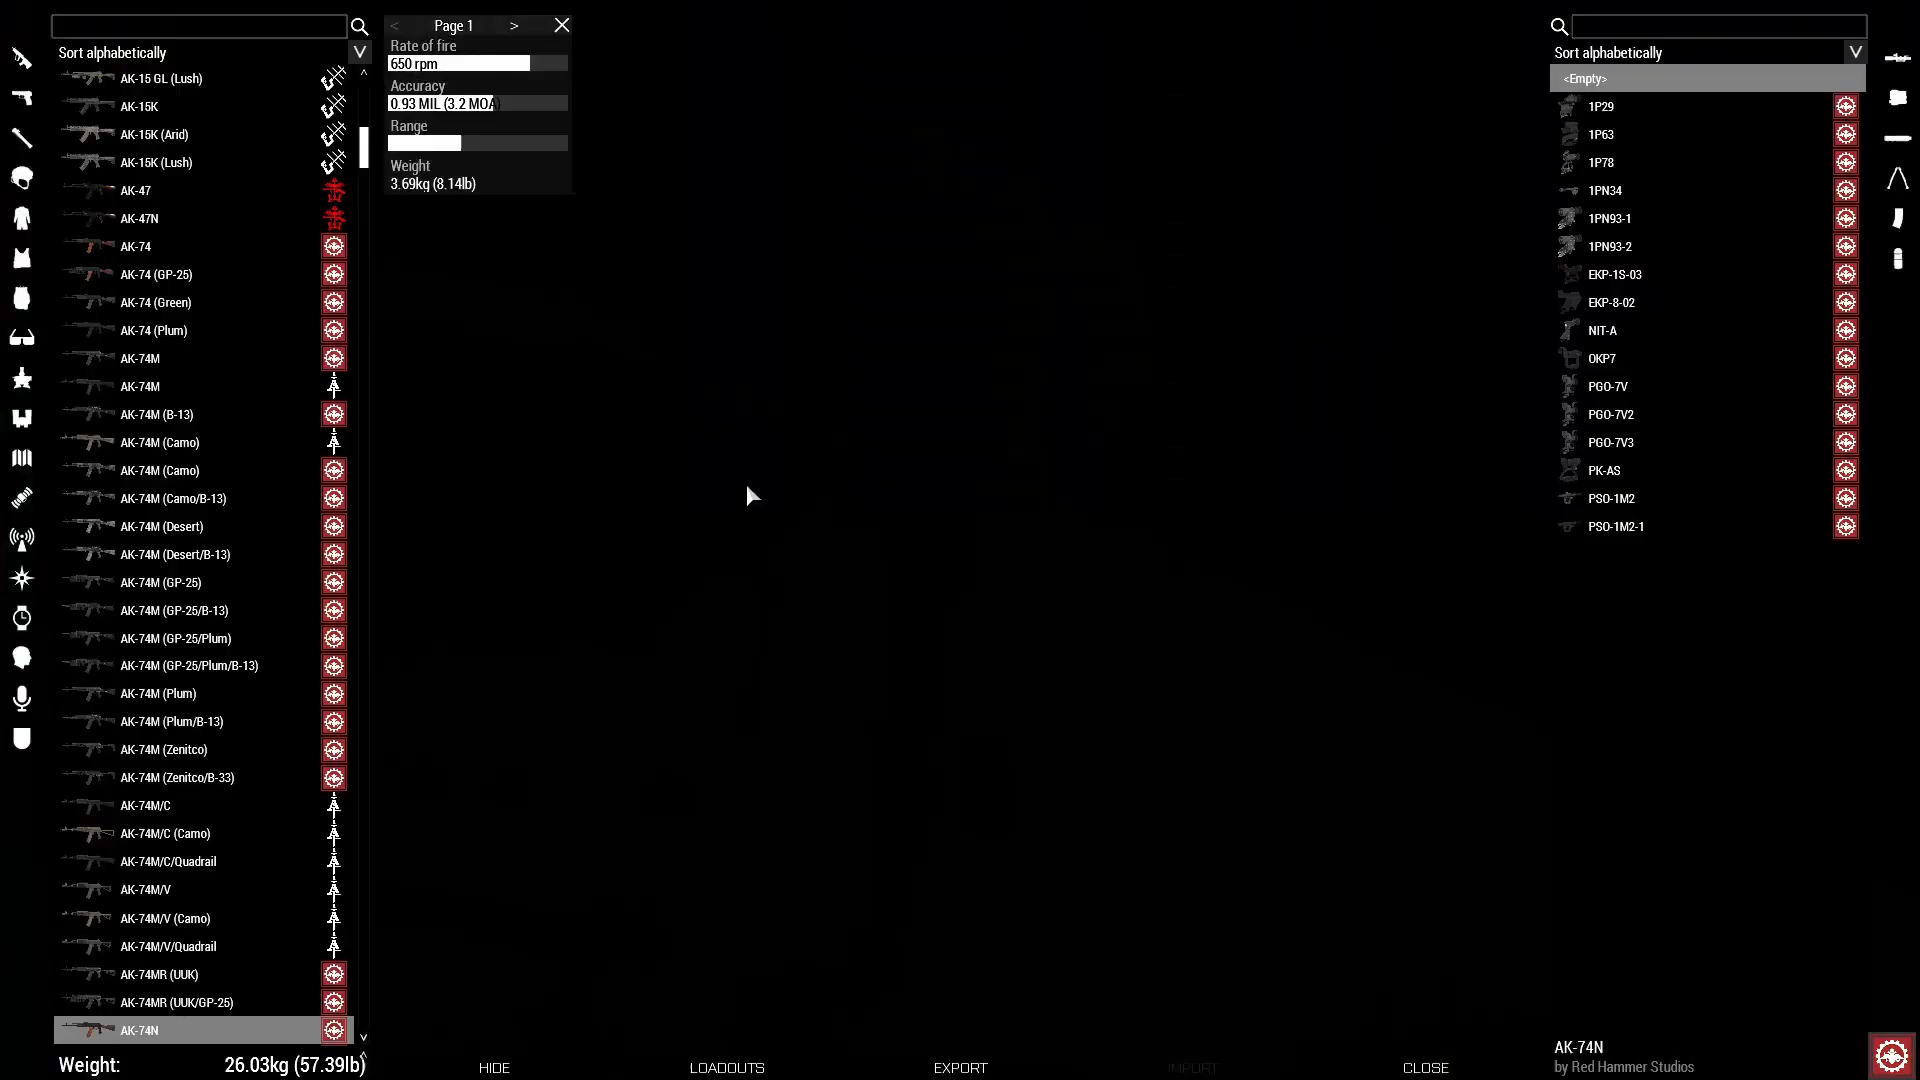 Sort alphabetically
AK-15 GL (Lush)
AK-15K
AK-15K (Arid)
AK-15K (Lush)
AK-47
AK-47N
AK-74
AK-74 (GP-25)
AK-74 (Green)
AK-74 (Plum)
AK-74M
AK-74M
AK-74M (B-13)
AK-74M (Camo)
AK-74M (Camo)
AK-74M (Camo/B-13)
AK-74M (Desert)
AK-74M (Desert/B-13)
AK-74M (GP-25)
AK-74M (GP-25/B-13)
AK-74M (GP-25/Plum)
AK-74M (GP-25/Plum/B-13)
AK-74M (Plum)
AK-74M (Plum/B-13)
AK-74M (Zenitco)
AK-74M (Zenitco/B-33)
AK-74M/C
AK-74M/C (Camo)
AK-74M/C/Quadrail
AK-74M/V
AK-74M/V (Camo)
AK-74M/V/Quadrail
AK-74MR (UUK)
AK-74MR (UUK/GP-25)
AK-74N
Weight: 26.03kg (57.39lb)
< Page 1 >
Rate of fire
650 rpm
Accuracy
0.93 MIL (3.2 MOA)
Range
Weight
3.69kg (8.14lb)
Sort alphabetically
<Empty>
1P29
1P63
1P78
1PN34
1PN93-1
1PN93-2
EKP-1S-03
EKP-8-02
NIT-A
OKP7
PGO-7V
PGO-7V2
PGO-7V3
PK-AS
PSO-1M2
PSO-1M2-1
HIDE LOADOUTS EXPORT IMPORT CLOSE
AK-74N
by Red Hammer Studios